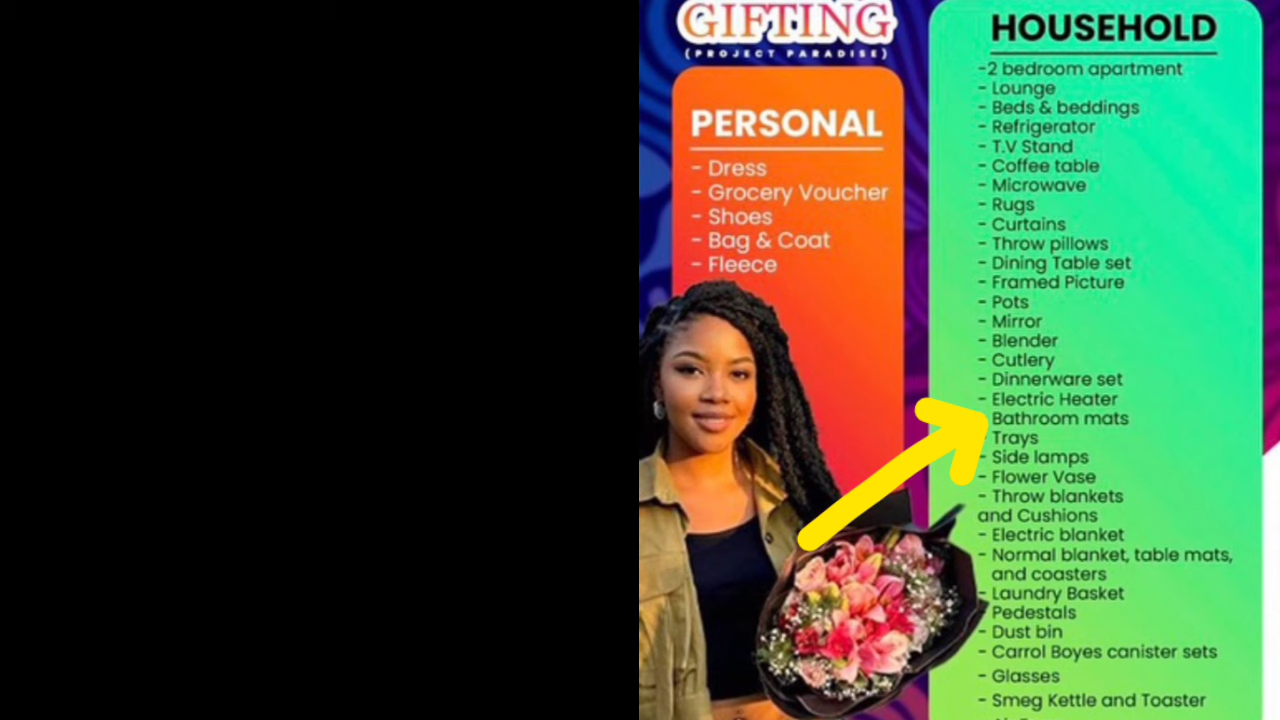 GIFTING
(PROJECT PARADISE)
PERSONAL
- Dress
- Grocery Voucher
- Shoes
- Bag & Coat
- Fleece
HOUSEHOLD
-2 bedroom apartment
- Lounge
- Beds & beddings
- Refrigerator
- T.V Stand
- Coffee table
- Microwave
- Rugs
- Curtains
- Throw pillows
- Dining Table set
- Framed Picture
- Pots
- Mirror
- Blender
- Cutlery
- Dinnerware set
- Electric Heater
Bathroom mats
- Trays
- Side lamps
- Flower Vase
- Throw blankets
and Cushions
- Electric blanket
- Normal blanket, table mats,
and coasters
- Laundry Basket
- Pedestals
- Dust bin
- Carrol Boyes canister sets
- Glasses
- Smeg Kettle and Toaster